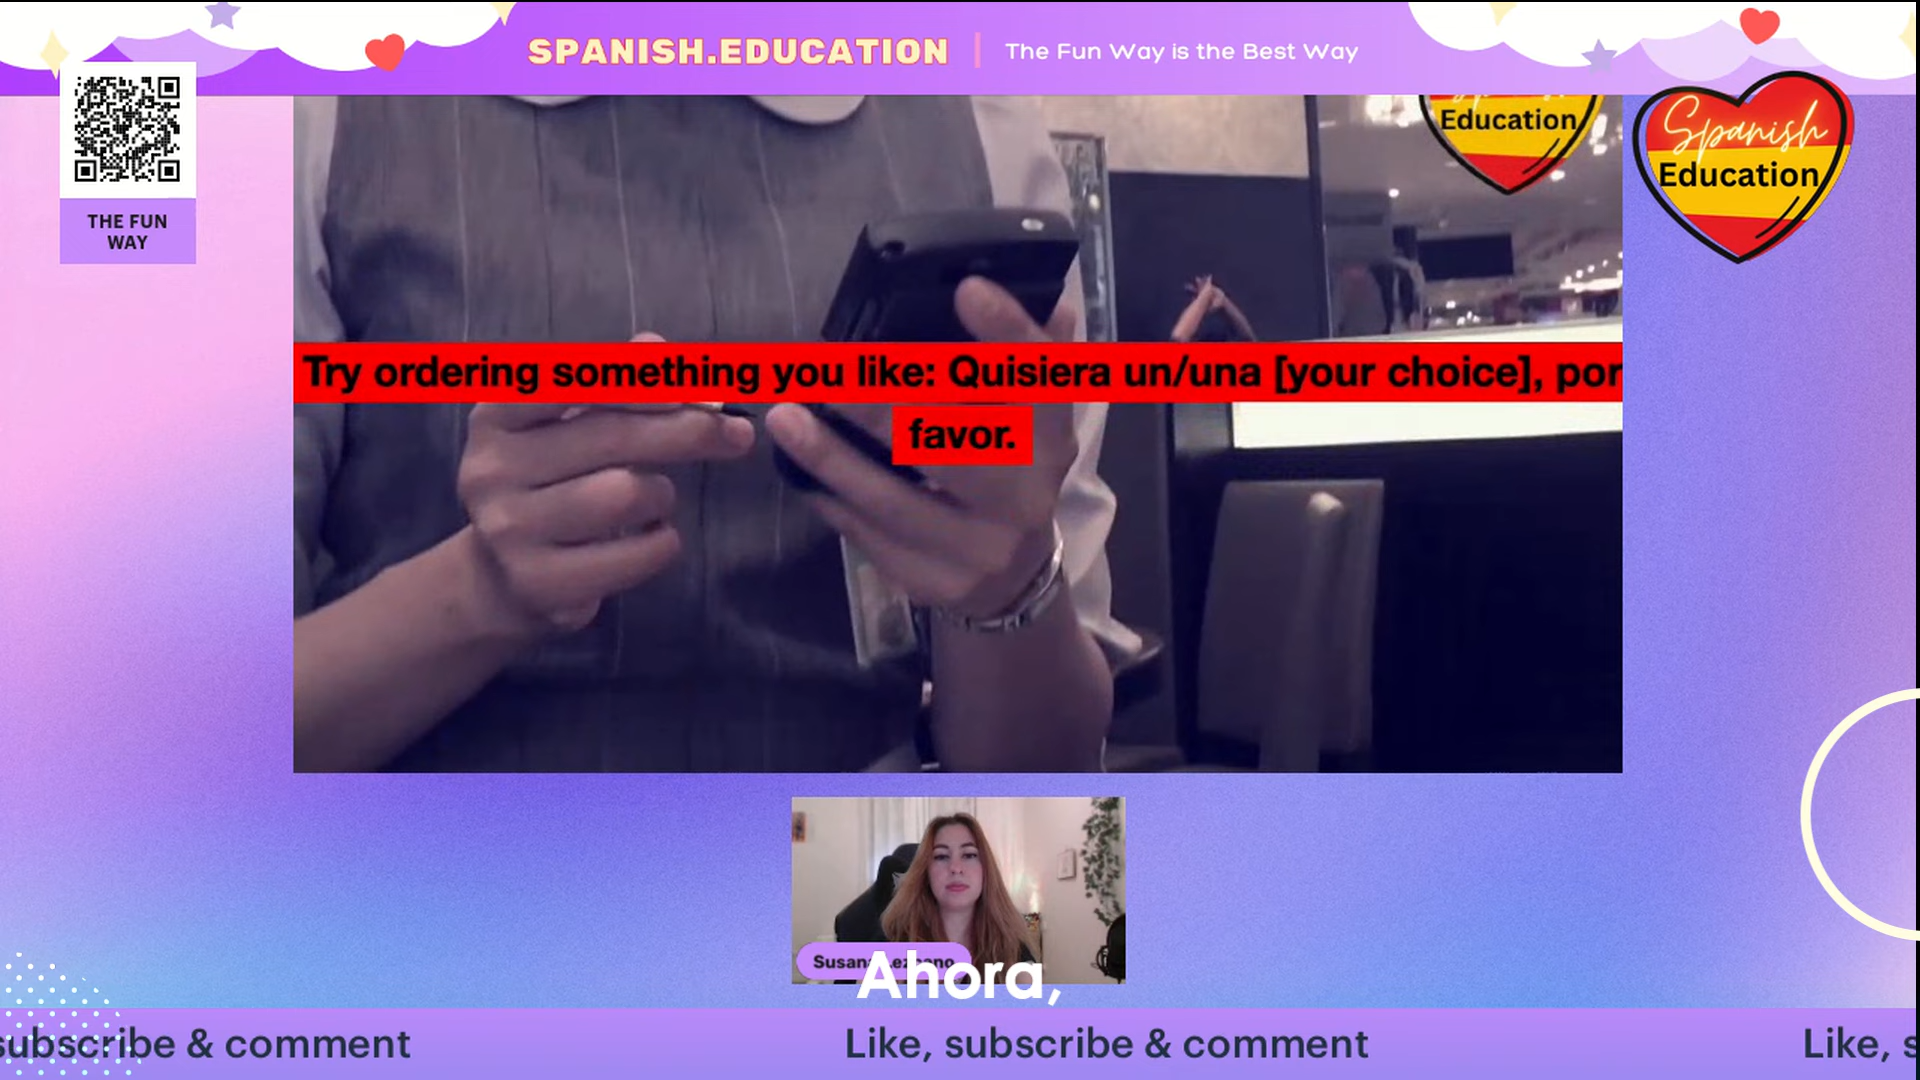 SPANISH.EDUCATION | The Fun Way is the Best Way
THE FUN
WAY
Education
Spanish
Education
Try ordering something you like: Quisiera un/una [your choice], por
favor.
Ahora,
subscribe & comment
Like, subscribe & comment
Like, s